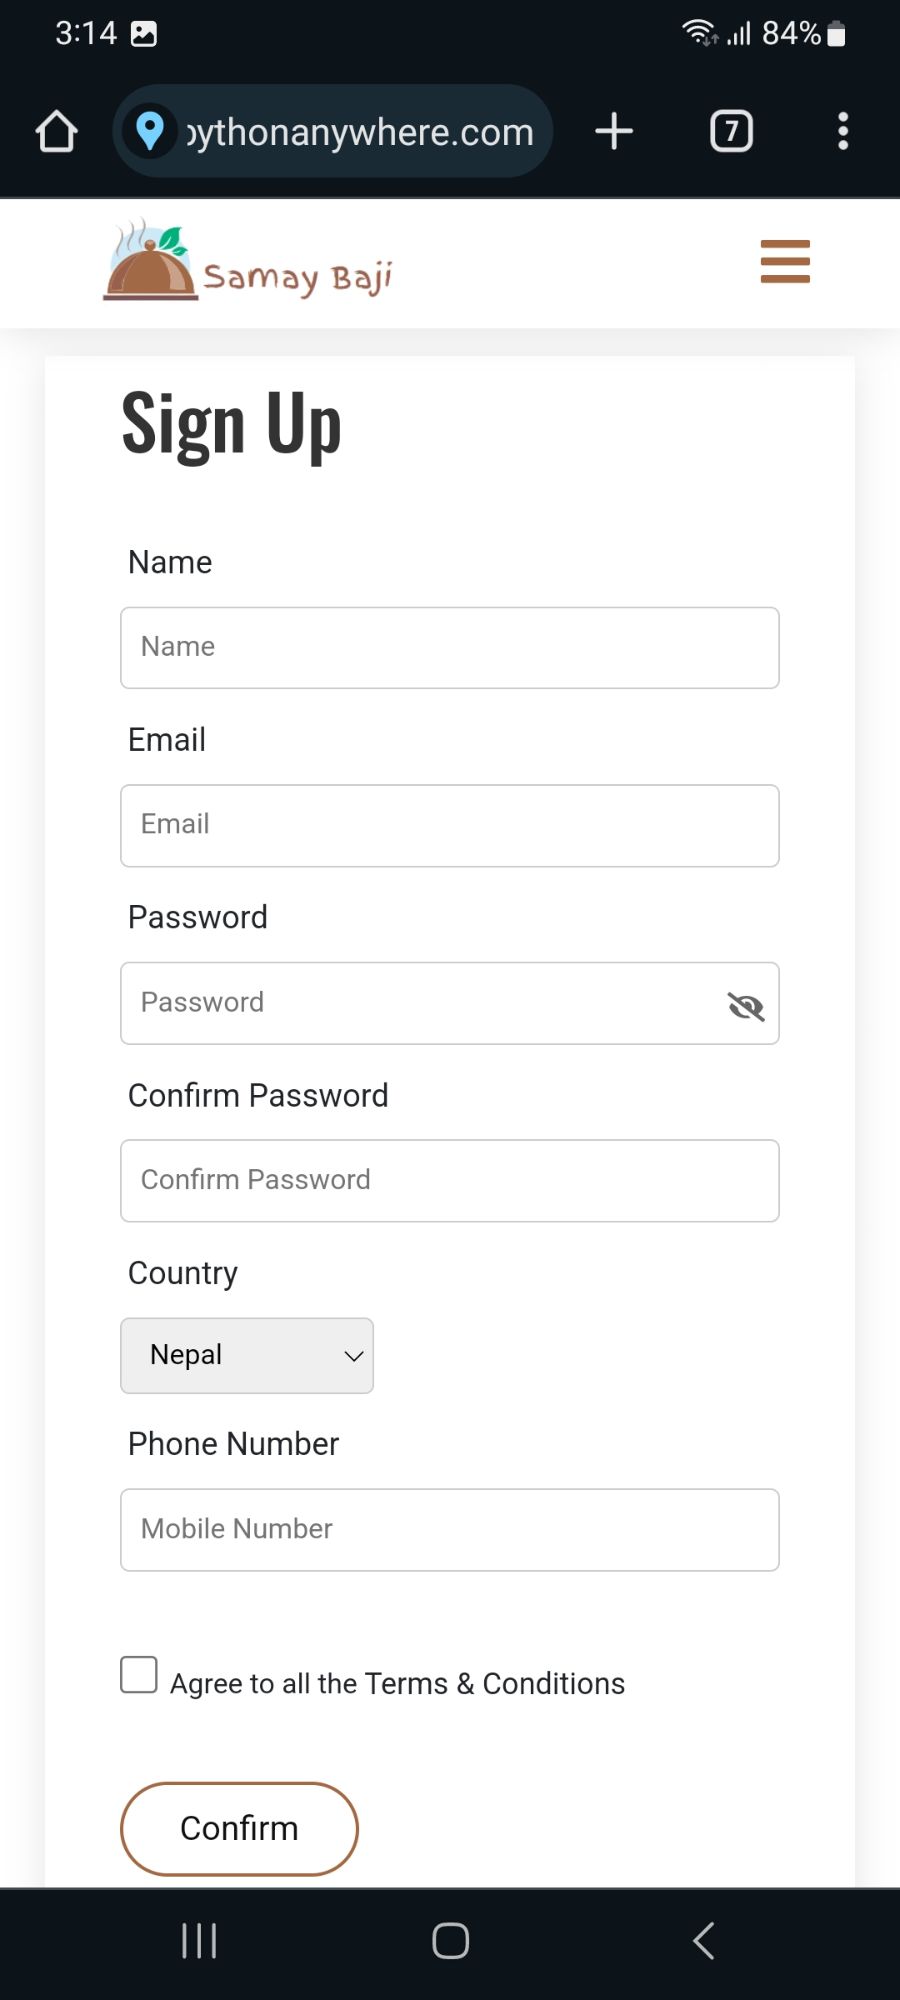 3:14 84%
pythonanywhere.com 7
Samay Baji
Sign Up
Name
Name
Email
Email
Password
Password
Confirm Password
Confirm Password
Country
Nepal
Phone Number
Mobile Number
Agree to all the Terms & Conditions
Confirm